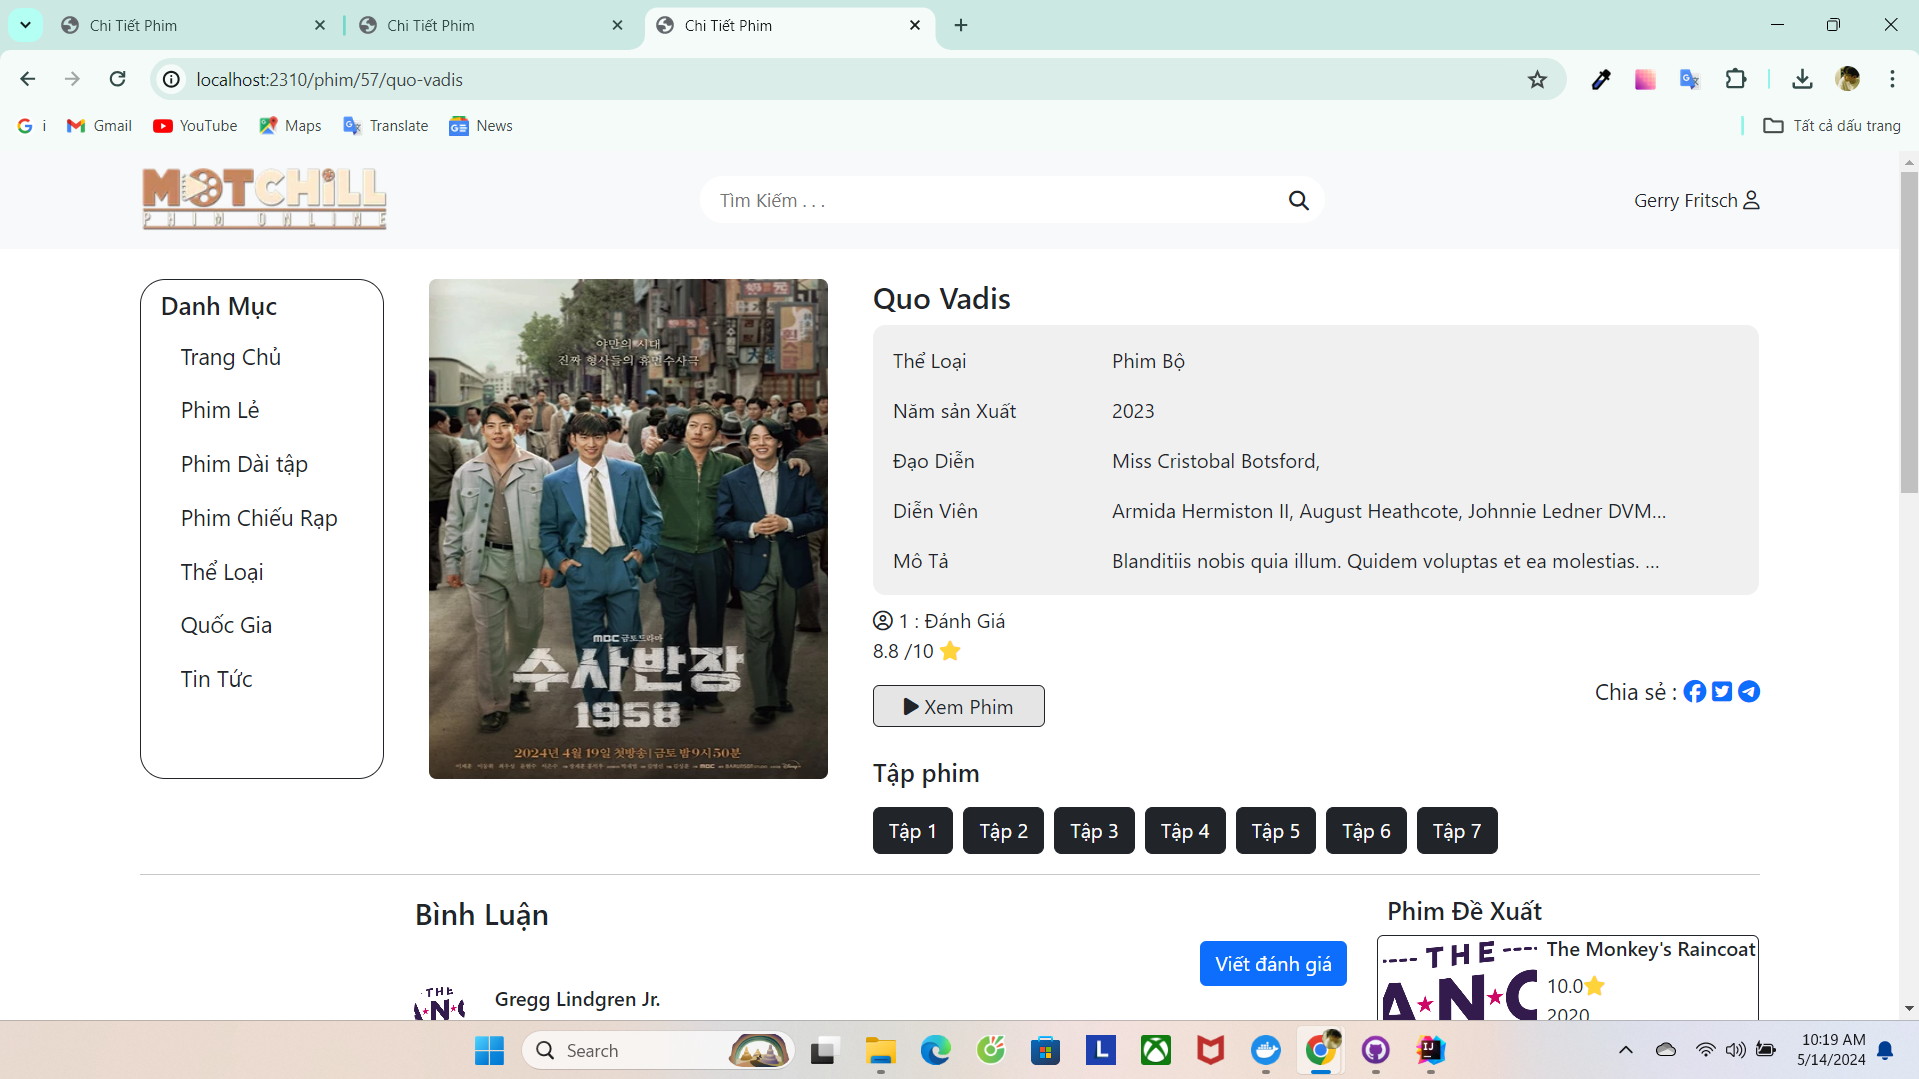 Chi Tiết Phim
Chi Tiết Phim
Chi Tiết Phim
localhost:2310/phim/57/quo-vadis
i
Gmail
YouTube
Maps
Translate
News
Tất cả dấu trang
MOTCHILL
PHIM ONLINE
Tìm Kiếm . . .
Gerry Fritsch
Danh Mục
Trang Chủ
Phim Lẻ
Phim Dài tập
Phim Chiếu Rạp
Thể Loại
Quốc Gia
Tin Tức
야만의 시대
진짜 형사들의 휴먼수사극
MBC 금토드라마
수사반장
1958
2024년 4월 19일 첫방송 | 금토 밤 9시 50분
Quo Vadis
Thể Loại Phim Bộ
Năm sản Xuất 2023
Đạo Diễn Miss Cristobal Botsford,
Diễn Viên Armida Hermiston II, August Heathcote, Johnnie Ledner DVM...
Mô Tả Blanditiis nobis quia illum. Quidem voluptas et ea molestias. ...
1 : Đánh Giá
8.8 /10
Xem Phim
Chia sẻ :
Tập phim
Tập 1
Tập 2
Tập 3
Tập 4
Tập 5
Tập 6
Tập 7
Bình Luận
Viết đánh giá
THE
Gregg Lindgren Jr.
Phim Đề Xuất
THE
The Monkey's Raincoat
10.0
2020
Search
10:19 AM
5/14/2024